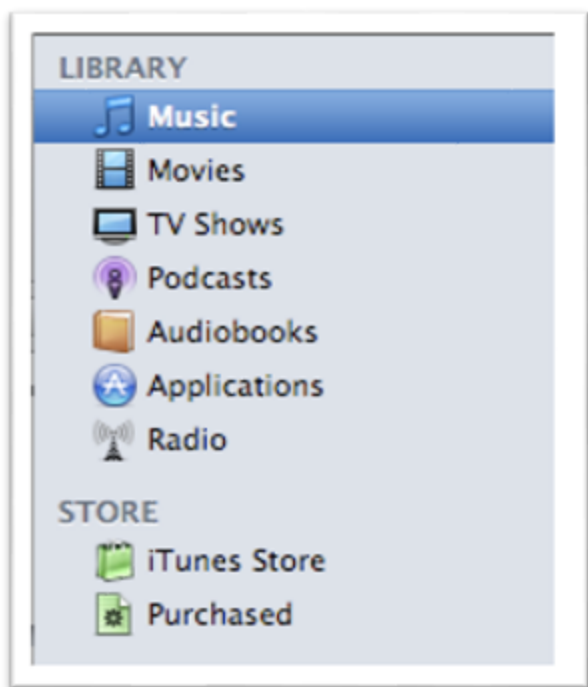 LIBRARY
Music
Movies
TV Shows
Podcasts
Audiobooks
Applications
Radio
STORE
iTunes Store
Purchased